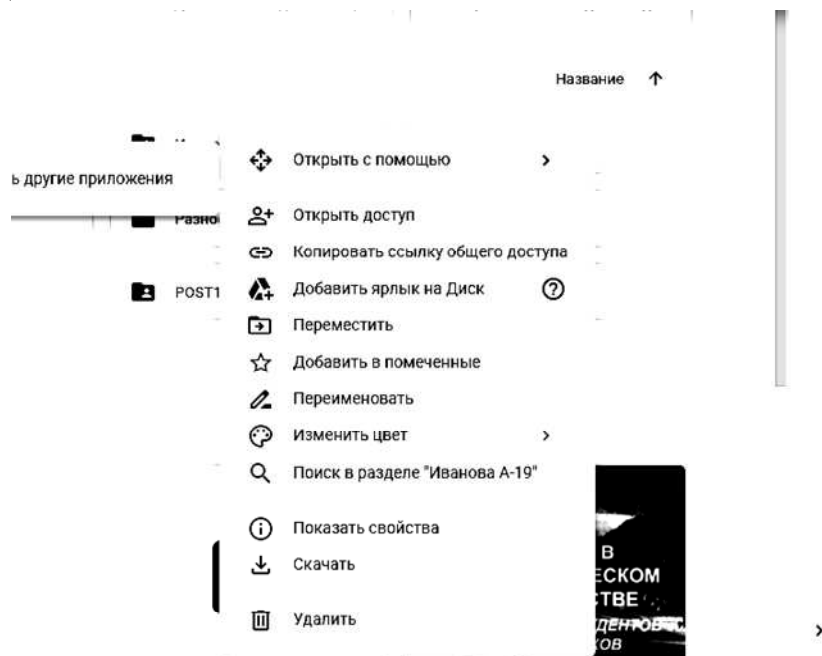 Название
Открыть с помощью
ь другие приложения
Открыть доступ
Разно
Копировать ссылку общего доступа
Добавить ярлык на Диск
POST1
Переместить
Добавить в помеченные
Переименовать
Изменить цвет
Поиск в разделе "Иванова А-19"
Показать свойства
В
Скачать
ЕСКОМ
ТВЕ
Удалить
ДЕНТОВ
КОВ